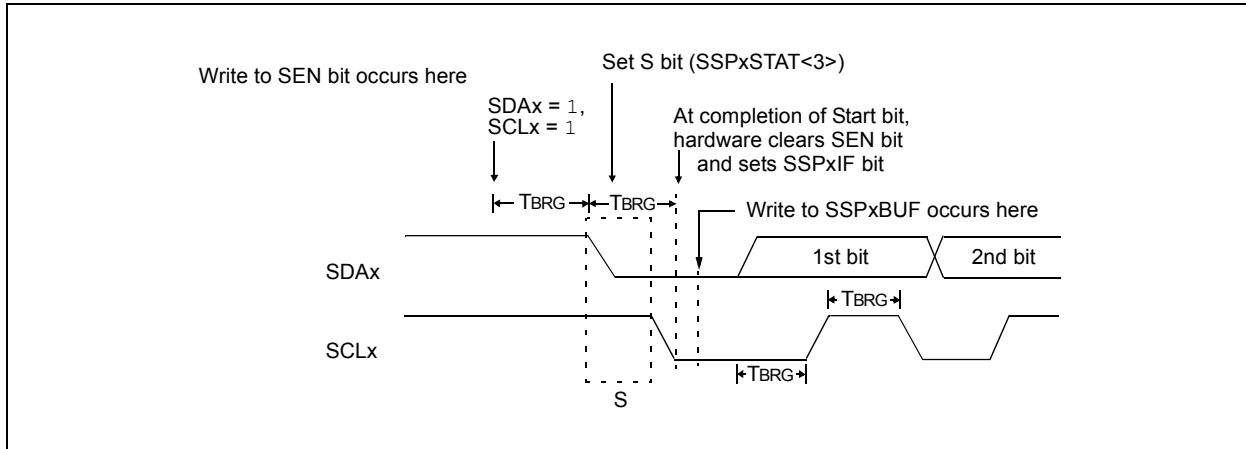 Set S bit (SSPxSTAT<3>)
Write to SEN bit occurs here
SDAx = 1,
SCLx = 1
At completion of Start bit,
hardware clears SEN bit
and sets SSPxIF bit
TBRG
TBRG
Write to SSPxBUF occurs here
SDAx
1st bit
2nd bit
TBRG
SCLx
TBRG
S